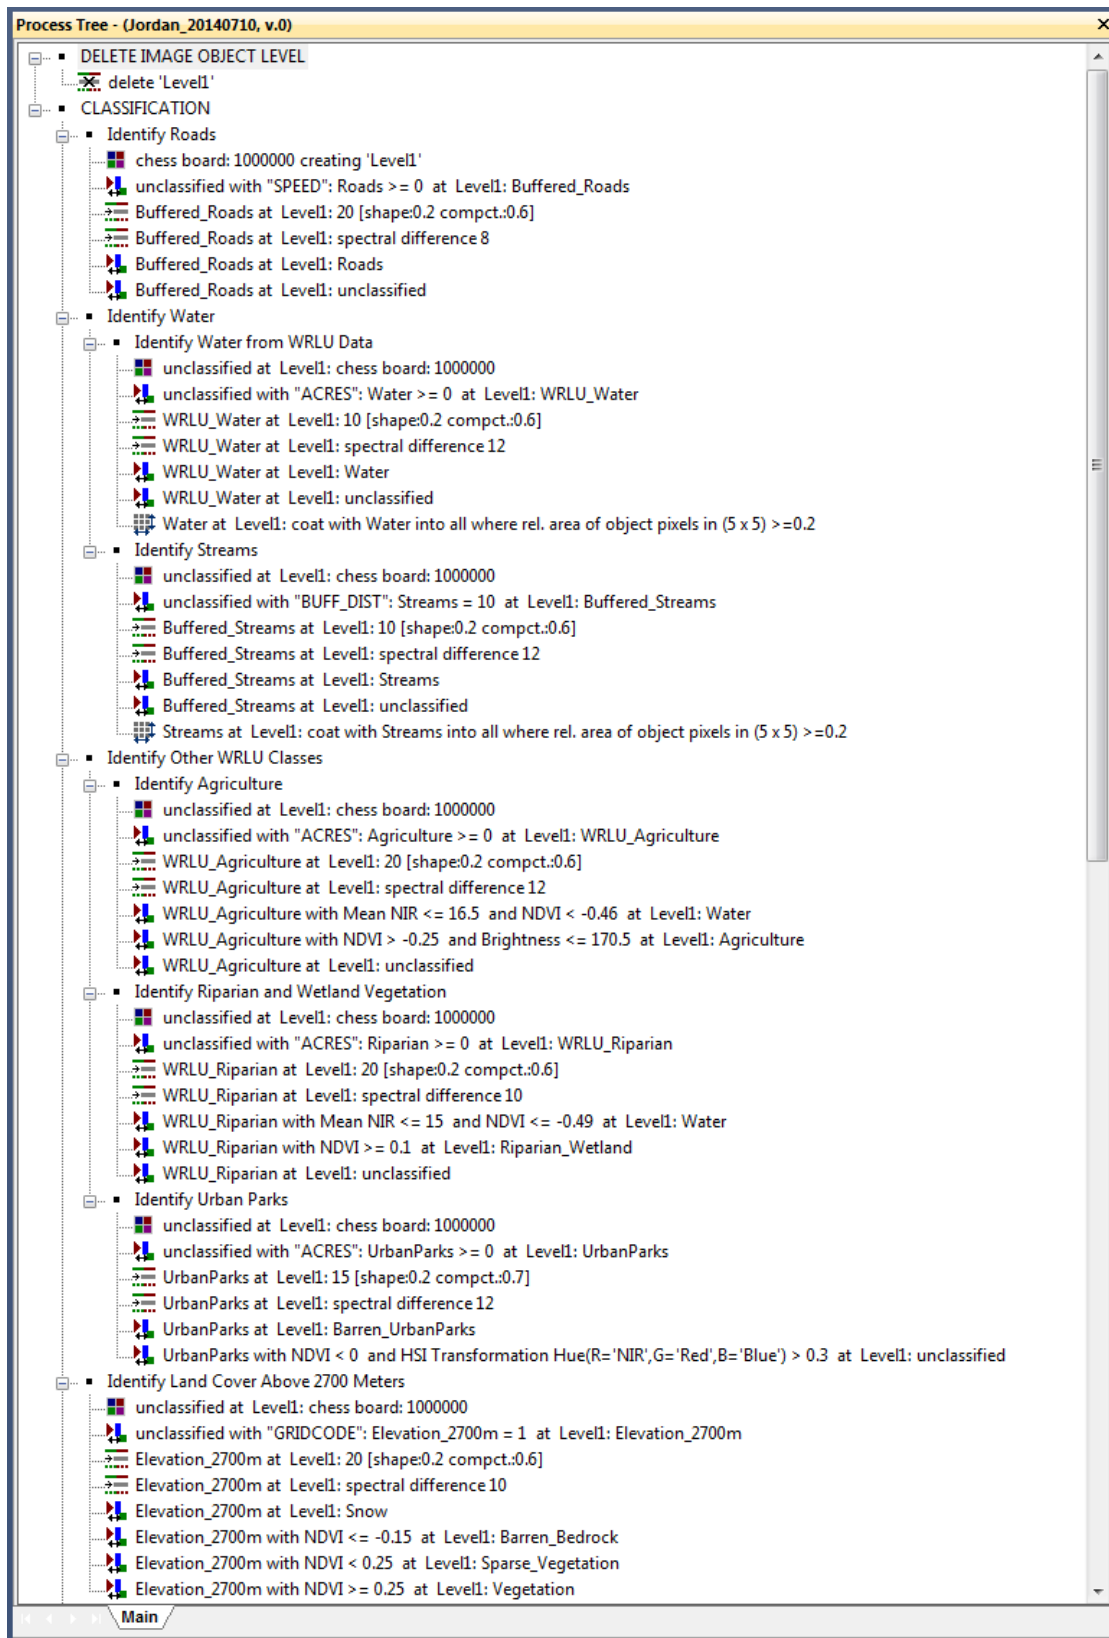 Process Tree - (Jordan_20140710, v.0)
DELETE IMAGE OBJECT LEVEL
delete 'Level1'
CLASSIFICATION
Identify Roads
chess board: 1000000 creating 'Level1'
unclassified with "SPEED": Roads >= 0 at Level1: Buffered_Roads
Buffered_Roads at Level1: 20 [shape:0.2 compct.:0.6]
Buffered_Roads at Level1: spectral difference 8
Buffered_Roads at Level1: Roads
Buffered_Roads at Level1: unclassified
Identify Water
Identify Water from WRLU Data
unclassified at Level1: chess board: 1000000
unclassified with "ACRES": Water >= 0 at Level1: WRLU_Water
WRLU_Water at Level1: 10 [shape:0.2 compct.:0.6]
WRLU_Water at Level1: spectral difference 12
WRLU_Water at Level1: Water
WRLU_Water at Level1: unclassified
Water at Level1: coat with Water into all where rel. area of object pixels in (5 x 5) >=0.2
Identify Streams
unclassified at Level1: chess board: 1000000
unclassified with "BUFF_DIST": Streams = 10 at Level1: Buffered_Streams
Buffered_Streams at Level1: 10 [shape:0.2 compct.:0.6]
Buffered_Streams at Level1: spectral difference 12
Buffered_Streams at Level1: Streams
Buffered_Streams at Level1: unclassified
Streams at Level1: coat with Streams into all where rel. area of object pixels in (5 x 5) >=0.2
Identify Other WRLU Classes
Identify Agriculture
unclassified at Level1: chess board: 1000000
unclassified with "ACRES": Agriculture >= 0 at Level1: WRLU_Agriculture
WRLU_Agriculture at Level1: 20 [shape:0.2 compct.:0.6]
WRLU_Agriculture at Level1: spectral difference 12
WRLU_Agriculture with Mean NIR <= 16.5 and NDVI < -0.46 at Level1: Water
WRLU_Agriculture with NDVI > -0.25 and Brightness <= 170.5 at Level1: Agriculture
WRLU_Agriculture at Level1: unclassified
Identify Riparian and Wetland Vegetation
unclassified at Level1: chess board: 1000000
unclassified with "ACRES": Riparian >= 0 at Level1: WRLU_Riparian
WRLU_Riparian at Level1: 20 [shape:0.2 compct.:0.6]
WRLU_Riparian at Level1: spectral difference 10
WRLU_Riparian with Mean NIR <= 15 and NDVI <= -0.49 at Level1: Water
WRLU_Riparian with NDVI >= 0.1 at Level1: Riparian_Wetland
WRLU_Riparian at Level1: unclassified
Identify Urban Parks
unclassified at Level1: chess board: 1000000
unclassified with "ACRES": UrbanParks >= 0 at Level1: UrbanParks
UrbanParks at Level1: 15 [shape:0.2 compct.:0.7]
UrbanParks at Level1: spectral difference 12
UrbanParks at Level1: Barren_UrbanParks
UrbanParks with NDVI < 0 and HSI Transformation Hue(R='NIR',G='Red',B='Blue') > 0.3 at Level1: unclassified
Identify Land Cover Above 2700 Meters
unclassified at Level1: chess board: 1000000
unclassified with "GRIDCODE": Elevation_2700m = 1 at Level1: Elevation_2700m
Elevation_2700m at Level1: 20 [shape:0.2 compct.:0.6]
Elevation_2700m at Level1: spectral difference 10
Elevation_2700m at Level1: Snow
Elevation_2700m with NDVI <= -0.15 at Level1: Barren_Bedrock
Elevation_2700m with NDVI < 0.25 at Level1: Sparse_Vegetation
Elevation_2700m with NDVI >= 0.25 at Level1: Vegetation
Main